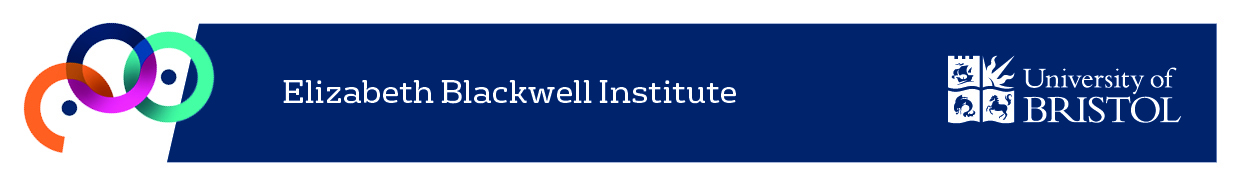 Elizabeth Blackwell Institute
University of
BRISTOL